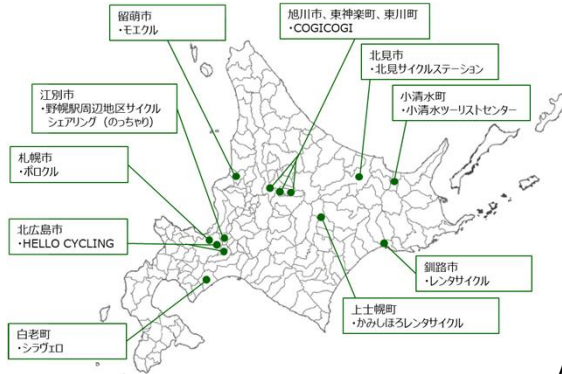 留萌市
・モエクル
旭川市、東神楽町、東川町
・COGICOGI
北見市
・北見サイクルステーション
小清水町
・小清水ツーリストセンター
江別市
・野幌駅周辺地区サイクル
シェアリング（のっちゃり）
札幌市
・ポロクル
北広島市
・HELLO CYCLING
白老町
・シラヴェロ
釧路市
・レンタサイクル
上士幌町
・かみしほろレンタサイクル